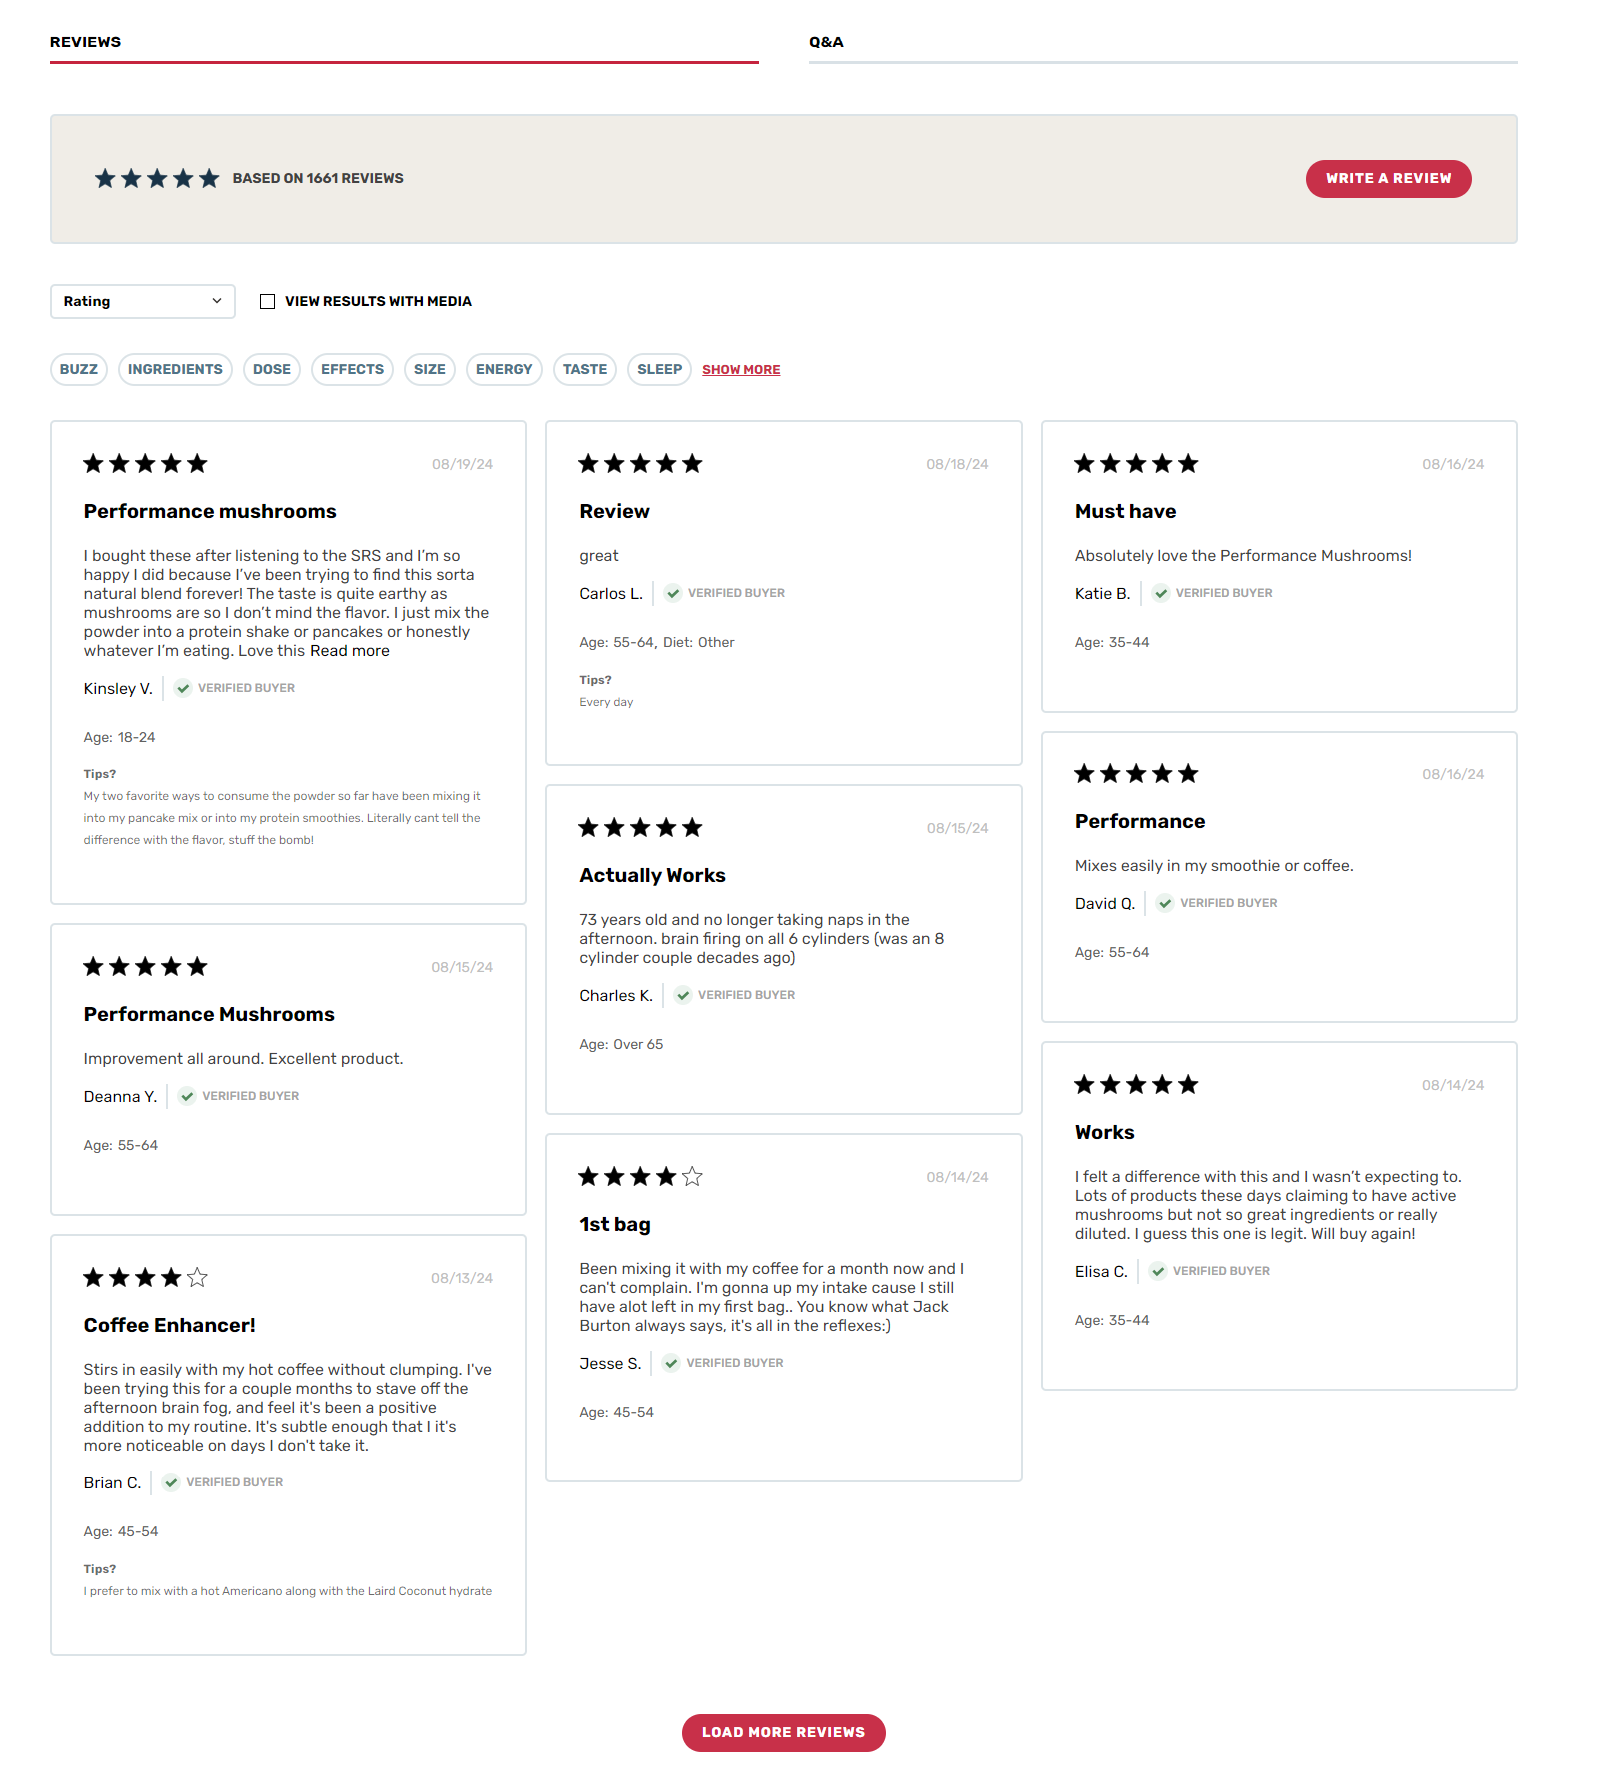 REVIEWS
Q&A
BASED ON 1661 REVIEWS
WRITE A REVIEW
Rating
VIEW RESULTS WITH MEDIA
BUZZ
INGREDIENTS
DOSE
EFFECTS
SIZE
ENERGY
TASTE
SLEEP
SHOW MORE
08/19/24
Performance mushrooms
I bought these after listening to the SRS and I’m so
happy I did because I’ve been trying to find this sorta
natural blend forever! The taste is quite earthy as
mushrooms are so I don’t mind the flavor. I just mix the
powder into a protein shake or pancakes or honestly
whatever I’m eating. Love this Read more
Kinsley V.
VERIFIED BUYER
Age: 18-24
Tips?
My two favorite ways to consume the powder so far have been mixing it
into my pancake mix or into my protein smoothies. Literally cant tell the
difference with the flavor, stuff the bomb!
08/18/24
Review
great
Carlos L.
VERIFIED BUYER
Age: 55-64, Diet: Other
Tips?
Every day
08/16/24
Must have
Absolutely love the Performance Mushrooms!
Katie B.
VERIFIED BUYER
Age: 35-44
08/16/24
Performance
Mixes easily in my smoothie or coffee.
David Q.
VERIFIED BUYER
Age: 55-64
08/15/24
Actually Works
73 years old and no longer taking naps in the
afternoon. brain firing on all 6 cylinders (was an 8
cylinder couple decades ago)
Charles K.
VERIFIED BUYER
Age: Over 65
08/15/24
Performance Mushrooms
Improvement all around. Excellent product.
Deanna Y.
VERIFIED BUYER
Age: 55-64
08/14/24
Works
I felt a difference with this and I wasn’t expecting to.
Lots of products these days claiming to have active
mushrooms but not so great ingredients or really
diluted. I guess this one is legit. Will buy again!
Elisa C.
VERIFIED BUYER
Age: 35-44
08/14/24
1st bag
Been mixing it with my coffee for a month now and I
can't complain. I'm gonna up my intake cause I still
have alot left in my first bag.. You know what Jack
Burton always says, it's all in the reflexes:)
Jesse S.
VERIFIED BUYER
Age: 45-54
08/13/24
Coffee Enhancer!
Stirs in easily with my hot coffee without clumping. I've
been trying this for a couple months to stave off the
afternoon brain fog, and feel it's been a positive
addition to my routine. It's subtle enough that I it's
more noticeable on days I don't take it.
Brian C.
VERIFIED BUYER
Age: 45-54
Tips?
I prefer to mix with a hot Americano along with the Laird Coconut hydrate
LOAD MORE REVIEWS